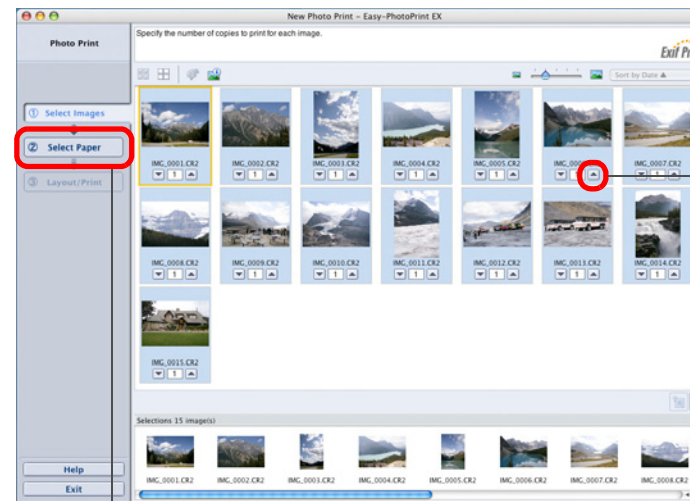 New Photo Print – Easy-PhotoPrint EX
Photo Print
Specify the number of copies to print for each image.
Exif Pr
Sort by Date ▲
① Select Images
② Select Paper
③ Layout/Print
IMG_0001.CR2 IMG_0002.CR2 IMG_0003.CR2 IMG_0004.CR2 IMG_0005.CR2 IMG_0006 IMG_0007.CR2
1 1 1 1 1 1 1
IMG_0008.CR2 IMG_0009.CR2 IMG_0010.CR2 IMG_0011.CR2 IMG_0012.CR2 IMG_0013.CR2 IMG_0014.CR2
1 1 1 1 1 1 1
IMG_0015.CR2
1
Selections 15 image(s)
IMG_0001.CR2 IMG_0002.CR2 IMG_0003.CR2 IMG_0004.CR2 IMG_0005.CR2 IMG_0006.CR2 IMG_0007.CR2 IMG_0008.CR2
Help
Exit